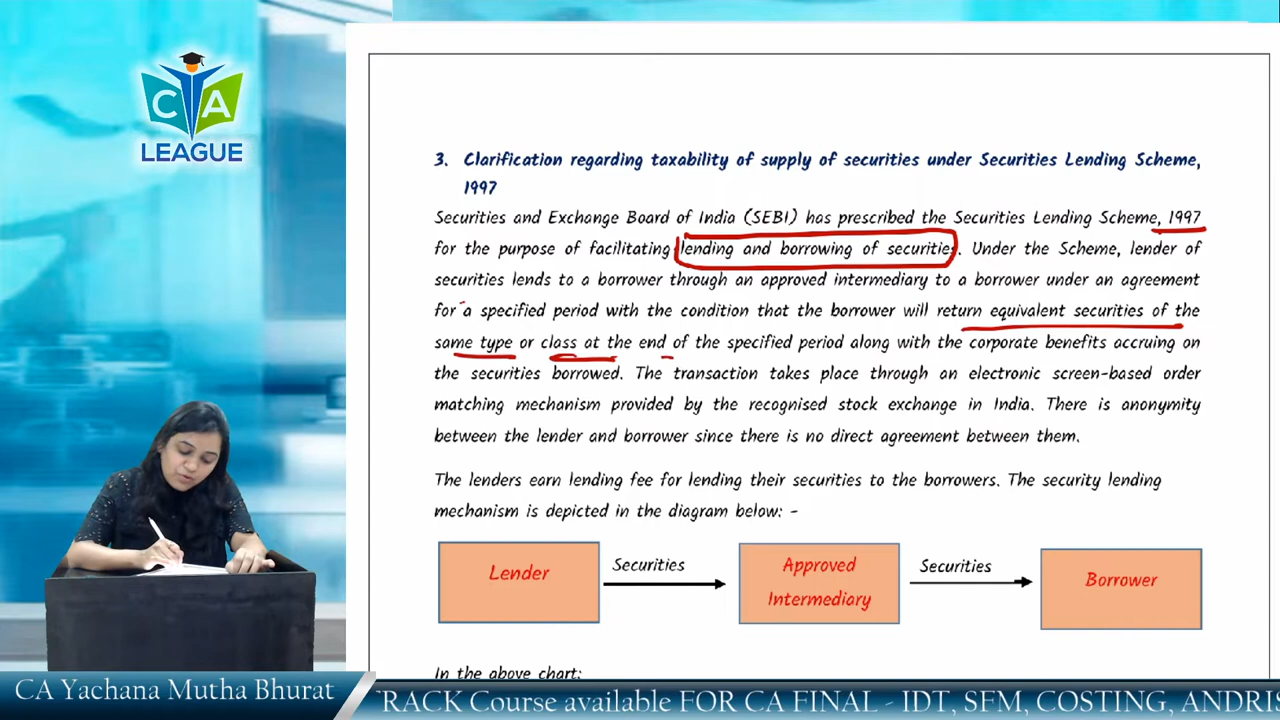 C A
LEAGUE
3. Clarification regarding taxability of supply of securities under Securities Lending Scheme,
1997
Securities and Exchange Board of India (SEBI) has prescribed the Securities Lending Scheme, 1997
for the purpose of facilitating lending and borrowing of securities. Under the Scheme, lender of
securities lends to a borrower through an approved intermediary to a borrower under an agreement
for a specified period with the condition that the borrower will return equivalent securities of the
same type or class at the end of the specified period along with the corporate benefits accruing on
the securities borrowed. The transaction takes place through an electronic screen-based order
matching mechanism provided by the recognised stock exchange in India. There is anonymity
between the lender and borrower since there is no direct agreement between them.
The lenders earn lending fee for lending their securities to the borrowers. The security lending
mechanism is depicted in the diagram below: -
Lender
Securities
Approved
Intermediary
Securities
Borrower
In the above chart:
CA Yachana Mutha Bhurat
TRACK Course available FOR CA FINAL - IDT, SFM, COSTING, ANDRIS